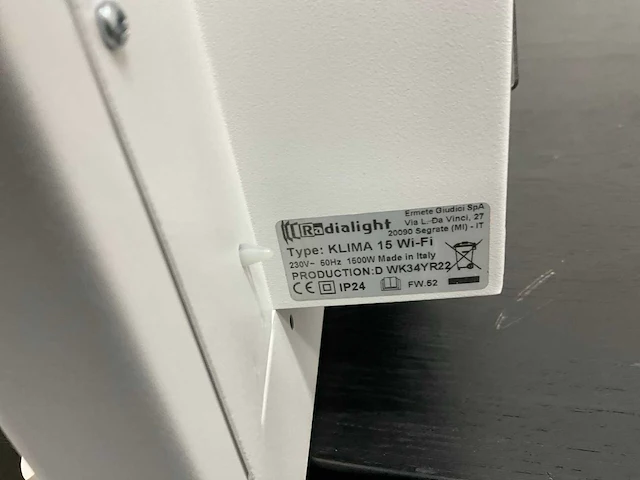 Radialight
Ermete Giudici SpA
Via L.-Da Vinci, 27
20090 Segrate (MI) - IT
Type: KLIMA 15 Wi-Fi
230V~ 50Hz 1500W Made in Italy
PRODUCTION:D WK34YR22
CE IP24 FW.52